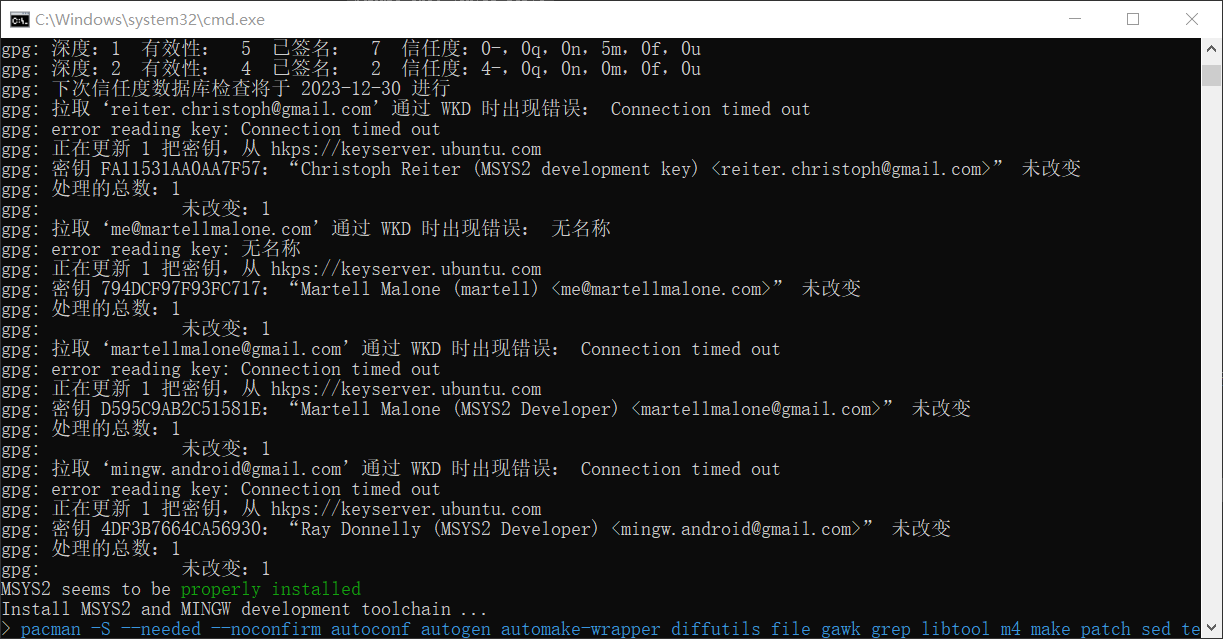 C:\Windows\system32\cmd.exe
gpg: 深度：1  有效性：  5  已签名：  7  信任度：0-，0q，0n，5m，0f，0u
gpg: 深度：2  有效性：  4  已签名：  2  信任度：4-，0q，0n，0m，0f，0u
gpg: 下次信任度数据库检查将于 2023-12-30 进行
gpg: 拉取‘reiter.christoph@gmail.com’通过 WKD 时出现错误： Connection timed out
gpg: error reading key: Connection timed out
gpg: 正在更新 1 把密钥，从 hkps://keyserver.ubuntu.com
gpg: 密钥 FA11531AA0AA7F57：“Christoph Reiter (MSYS2 development key) <reiter.christoph@gmail.com>” 未改变
gpg: 处理的总数：1
gpg:              未改变：1
gpg: 拉取‘me@martellmalone.com’通过 WKD 时出现错误： 无名称
gpg: error reading key: 无名称
gpg: 正在更新 1 把密钥，从 hkps://keyserver.ubuntu.com
gpg: 密钥 794DCF97F93FC717：“Martell Malone (martell) <me@martellmalone.com>” 未改变
gpg: 处理的总数：1
gpg:              未改变：1
gpg: 拉取‘martellmalone@gmail.com’通过 WKD 时出现错误： Connection timed out
gpg: error reading key: Connection timed out
gpg: 正在更新 1 把密钥，从 hkps://keyserver.ubuntu.com
gpg: 密钥 D595C9AB2C51581E：“Martell Malone (MSYS2 Developer) <martellmalone@gmail.com>” 未改变
gpg: 处理的总数：1
gpg:              未改变：1
gpg: 拉取‘mingw.android@gmail.com’通过 WKD 时出现错误： Connection timed out
gpg: error reading key: Connection timed out
gpg: 正在更新 1 把密钥，从 hkps://keyserver.ubuntu.com
gpg: 密钥 4DF3B7664CA56930：“Ray Donnelly (MSYS2 Developer) <mingw.android@gmail.com>” 未改变
gpg: 处理的总数：1
gpg:              未改变：1
MSYS2 seems to be properly installed
Install MSYS2 and MINGW development toolchain ...
> pacman -S --needed --noconfirm autoconf autogen automake-wrapper diffutils file gawk grep libtool m4 make patch sed te